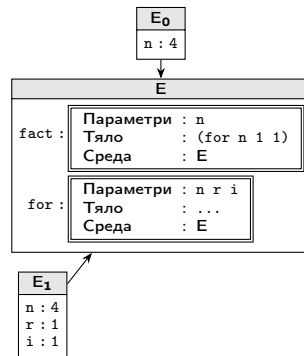 E₀
n : 4
E
fact :
Параметри : n
Тяло : (for n 1 1)
Среда : E
for :
Параметри : n r i
Тяло : ...
Среда : E
E₁
n : 4
r : 1
i : 1